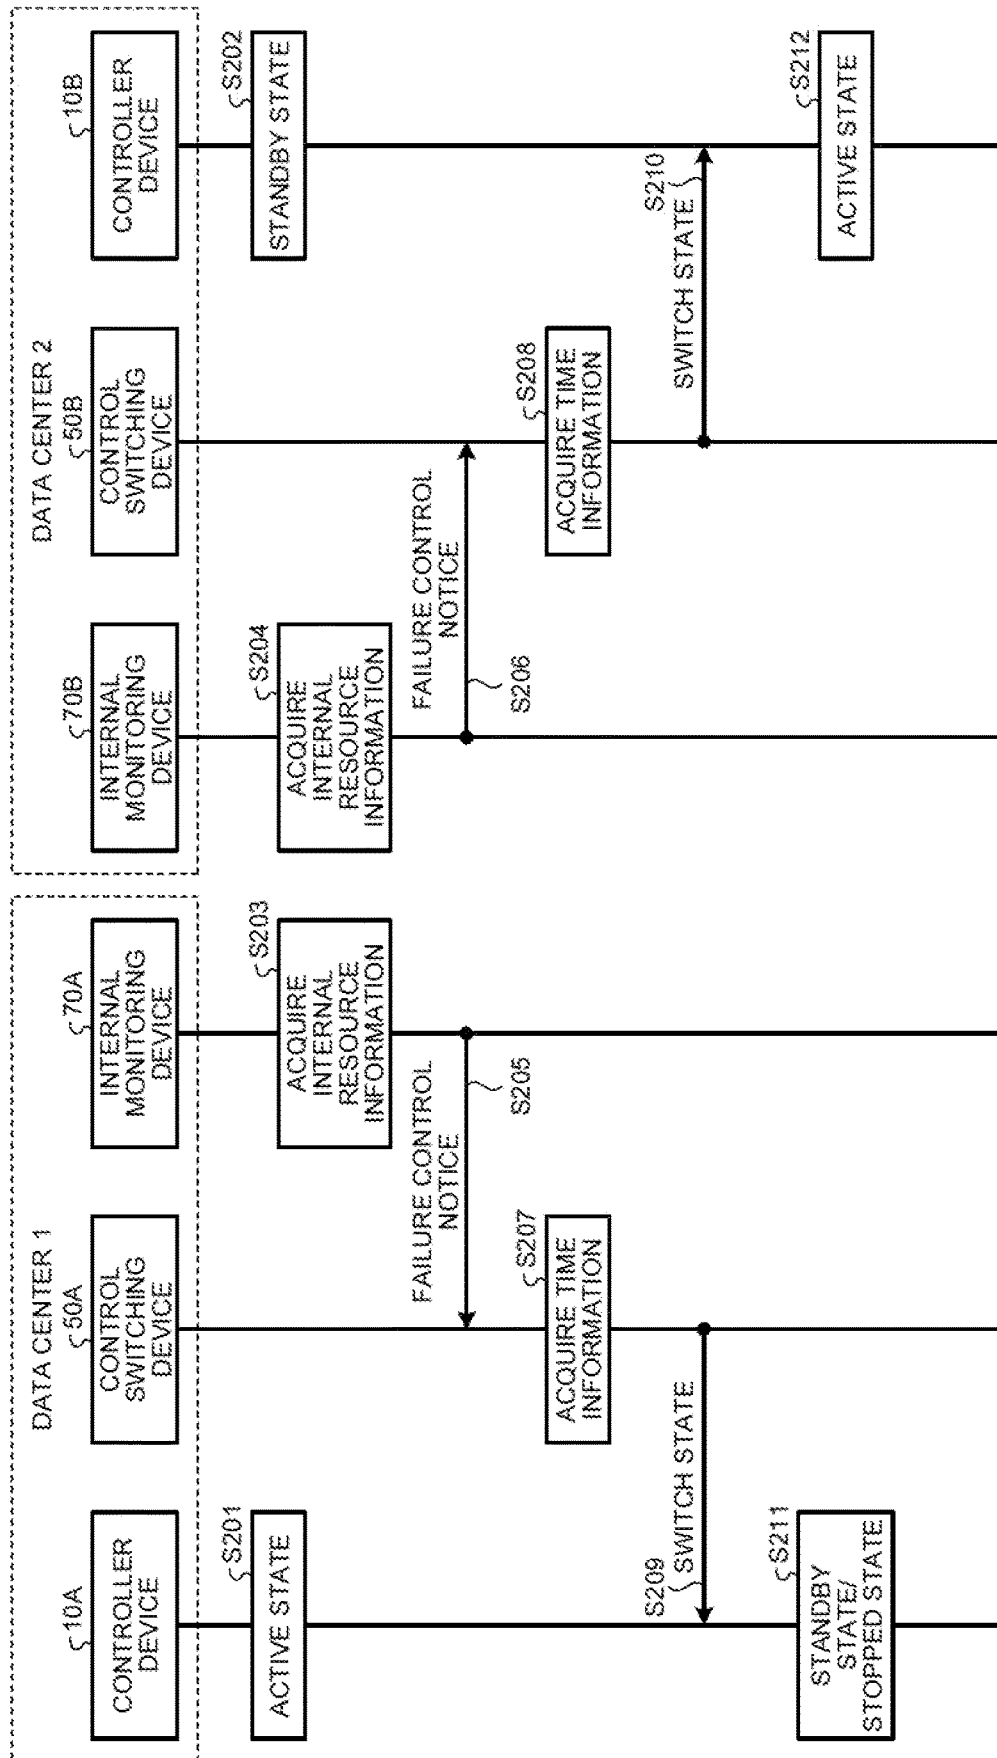 DATA CENTER 1
DATA CENTER 2
10A
CONTROLLER
DEVICE
50A
CONTROL
SWITCHING
DEVICE
70A
INTERNAL
MONITORING
DEVICE
70B
INTERNAL
MONITORING
DEVICE
50B
CONTROL
SWITCHING
DEVICE
10B
CONTROLLER
DEVICE
S201
ACTIVE STATE
S202
STANDBY STATE
S203
ACQUIRE
INTERNAL
RESOURCE
INFORMATION
S204
ACQUIRE
INTERNAL
RESOURCE
INFORMATION
FAILURE CONTROL
NOTICE
S205
FAILURE CONTROL
NOTICE
S206
S207
ACQUIRE TIME
INFORMATION
S208
ACQUIRE TIME
INFORMATION
S209
SWITCH STATE
SWITCH STATE
S210
S211
STANDBY
STATE/
STOPPED STATE
S212
ACTIVE STATE